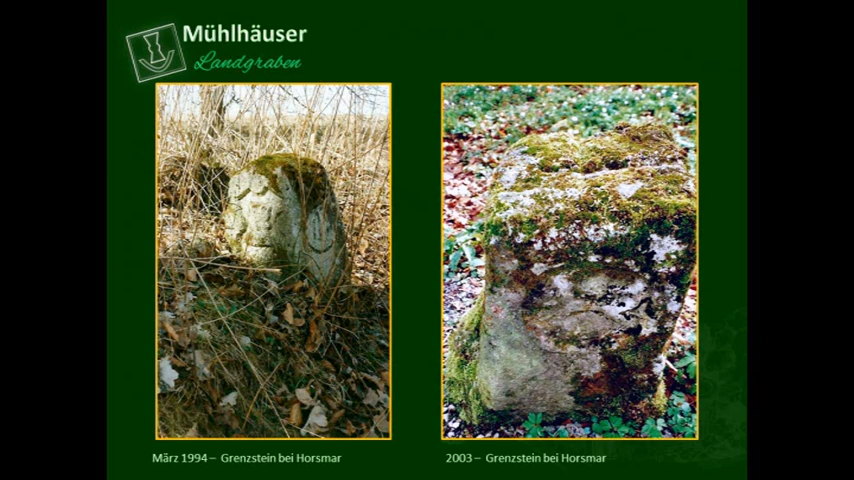 Mühlhäuser
Landgraben
März 1994 – Grenzstein bei Horsmar
2003 – Grenzstein bei Horsmar